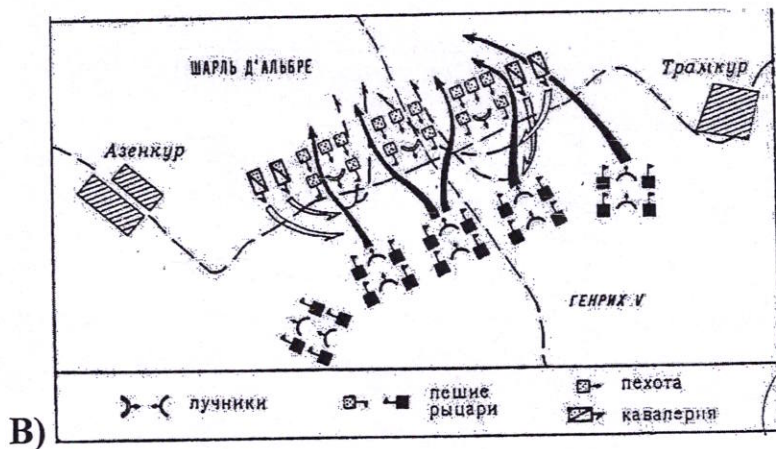 ШАРЛЬ Д'АЛЬБРЕ
Трамкур
Азенкур
ГЕНРИХ V
лучники
пешие
рыцари
пехота
кавалерия
В)